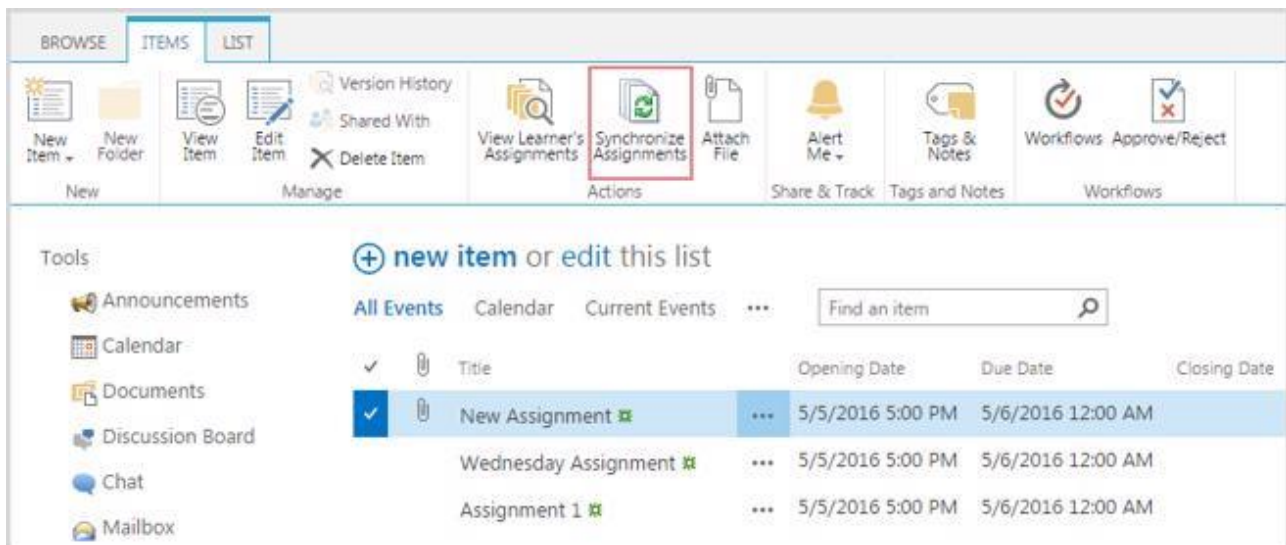 BROWSE ITEMS LIST
New Item
New Folder
View Item
Edit Item
Version History
Shared With
Delete Item
View Learner's Assignments
Synchronize Assignments
Attach File
Alert Me
Tags & Notes
Workflows
Approve/Reject
New Manage Actions Share & Track Tags and Notes Workflows
Tools
Announcements
Calendar
Documents
Discussion Board
Chat
Mailbox
new item or edit this list
All Events Calendar Current Events ... Find an item
Title Opening Date Due Date Closing Date
New Assignment ... 5/5/2016 5:00 PM 5/6/2016 12:00 AM
Wednesday Assignment ... 5/5/2016 5:00 PM 5/6/2016 12:00 AM
Assignment 1 ... 5/5/2016 5:00 PM 5/6/2016 12:00 AM